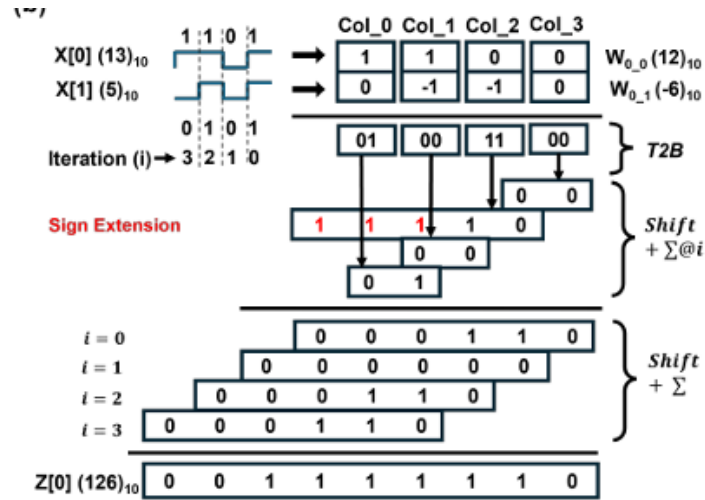 Col_0 Col_1 Col_2 Col_3
1 1 0 1
X[0] (13)₁₀ 1 1 0 0 W₀_₀ (12)₁₀
X[1] (5)₁₀ 0 -1 -1 0 W₀_₁ (-6)₁₀
0 1 0 1
Iteration (i) → 3 2 1 0
01 00 11 00 T2B
0 0
Sign Extension 1 1 1 1 0
0 0
0 1
Shift
+ ∑@i
i = 0 0 0 0 1 1 0
i = 1 0 0 0 0 0 0
i = 2 0 0 0 1 1 0
i = 3 0 0 0 1 1 0
Shift
+ ∑
Z[0] (126)₁₀ 0 0 1 1 1 1 1 1 0